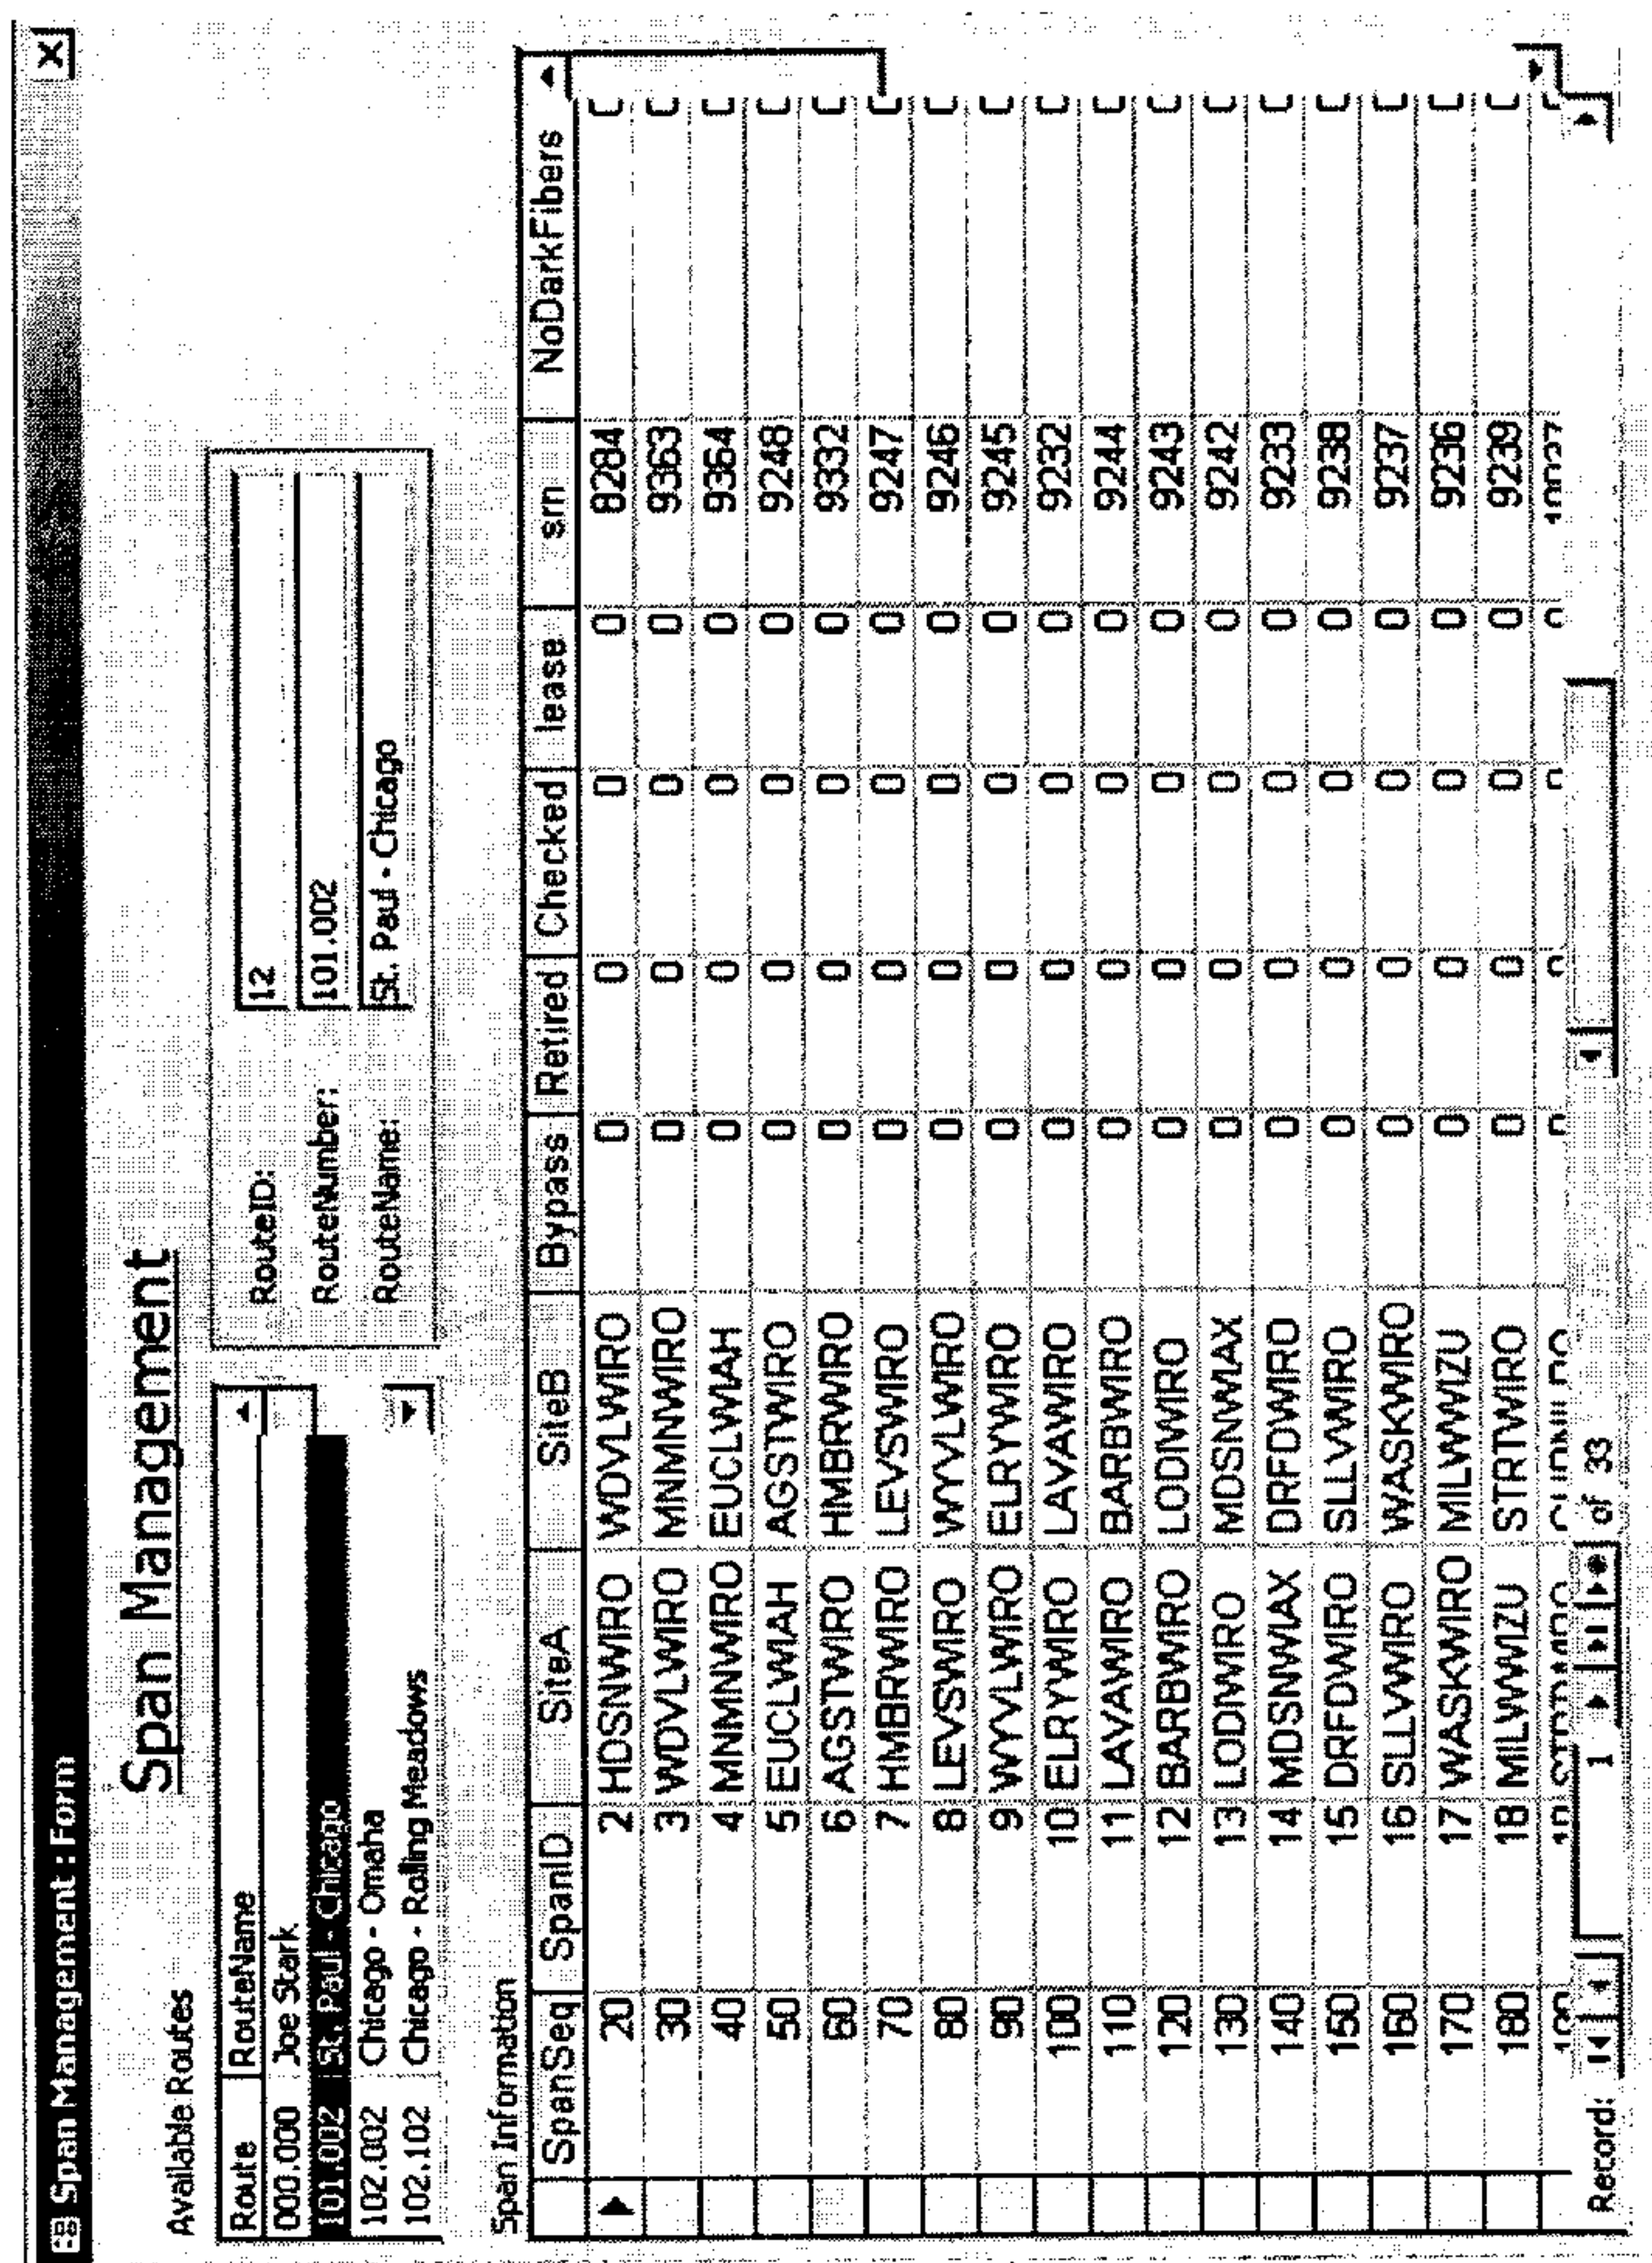 Span Management : Form
Span Management
Available Routes
Route RouteName
000.000 Joe Stark
101.002 St. Paul - Chicago
102.002 Chicago - Omaha
102.102 Chicago - Rolling Meadows
RouteID: 12
RouteNumber: 101.002
RouteName: St. Paul - Chicago
Span Information
SpanSeq SpanID SiteA SiteB Bypass Retired Checked lease srn NoDarkFibers
20 2 HDSNWIRO WDVLWIRO 0 0 0 0 8284
30 3 WDVLWIRO MNMNWIRO 0 0 0 0 9363
40 4 MNMNWIRO EUCLWIAH 0 0 0 0 9364
50 5 EUCLWIAH AGSTWIRO 0 0 0 0 9248
60 6 AGSTWIRO HMBRWIRO 0 0 0 0 9332
70 7 HMBRWIRO LEVSWIRO 0 0 0 0 9247
80 8 LEVSWIRO WYVLWIRO 0 0 0 0 9246
90 9 WYVLWIRO ELRYWIRO 0 0 0 0 9245
100 10 ELRYWIRO LAVAWIRO 0 0 0 0 9232
110 11 LAVAWIRO BARBWIRO 0 0 0 0 9244
120 12 BARBWIRO LODIWIRO 0 0 0 0 9243
130 13 LODIWIRO MDSNWIAX 0 0 0 0 9242
140 14 MDSNWIAX DRFDWIRO 0 0 0 0 9233
150 15 DRFDWIRO SLLVWIRO 0 0 0 0 9238
160 16 SLLVWIRO WASKWIRO 0 0 0 0 9237
170 17 WASKWIRO MILWWIZU 0 0 0 0 9236
180 18 MILWWIZU STRTWIRO 0 0 0 0 9239
Record: 1 of 33